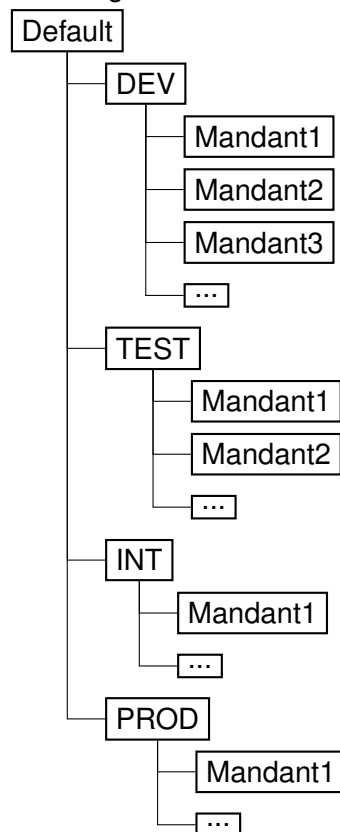 Default
DEV
Mandant1
Mandant2
Mandant3
...
TEST
Mandant1
Mandant2
...
INT
Mandant1
...
PROD
Mandant1
...